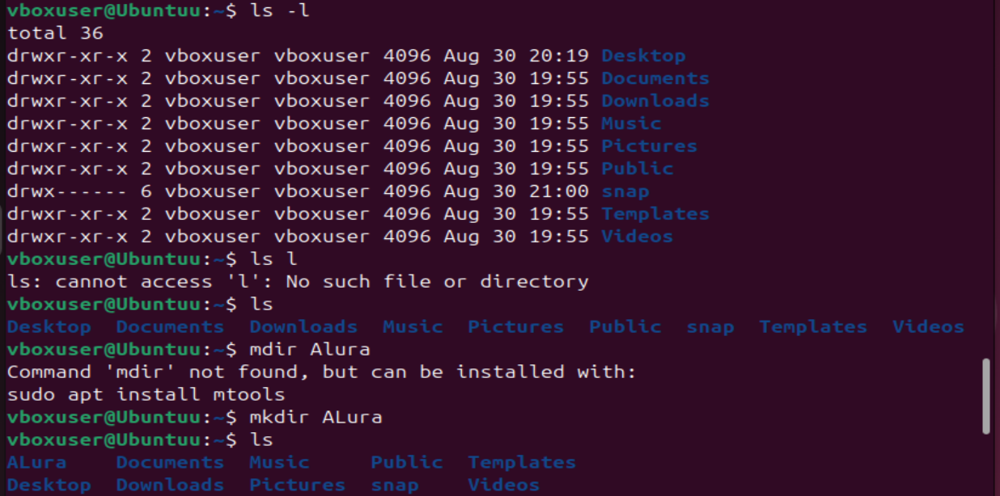 vboxuser@Ubuntuu:~$ ls -l
total 36
drwxr-xr-x 2 vboxuser vboxuser 4096 Aug 30 20:19 Desktop
drwxr-xr-x 2 vboxuser vboxuser 4096 Aug 30 19:55 Documents
drwxr-xr-x 2 vboxuser vboxuser 4096 Aug 30 19:55 Downloads
drwxr-xr-x 2 vboxuser vboxuser 4096 Aug 30 19:55 Music
drwxr-xr-x 2 vboxuser vboxuser 4096 Aug 30 19:55 Pictures
drwxr-xr-x 2 vboxuser vboxuser 4096 Aug 30 19:55 Public
drwx------ 6 vboxuser vboxuser 4096 Aug 30 21:00 snap
drwxr-xr-x 2 vboxuser vboxuser 4096 Aug 30 19:55 Templates
drwxr-xr-x 2 vboxuser vboxuser 4096 Aug 30 19:55 Videos
vboxuser@Ubuntuu:~$ ls l
ls: cannot access 'l': No such file or directory
vboxuser@Ubuntuu:~$ ls
Desktop  Documents  Downloads  Music  Pictures  Public  snap  Templates  Videos
vboxuser@Ubuntuu:~$ mdir Alura
Command 'mdir' not found, but can be installed with:
sudo apt install mtools
vboxuser@Ubuntuu:~$ mkdir ALura
vboxuser@Ubuntuu:~$ ls
ALura    Documents  Music     Public  Templates
Desktop  Downloads  Pictures  snap    Videos